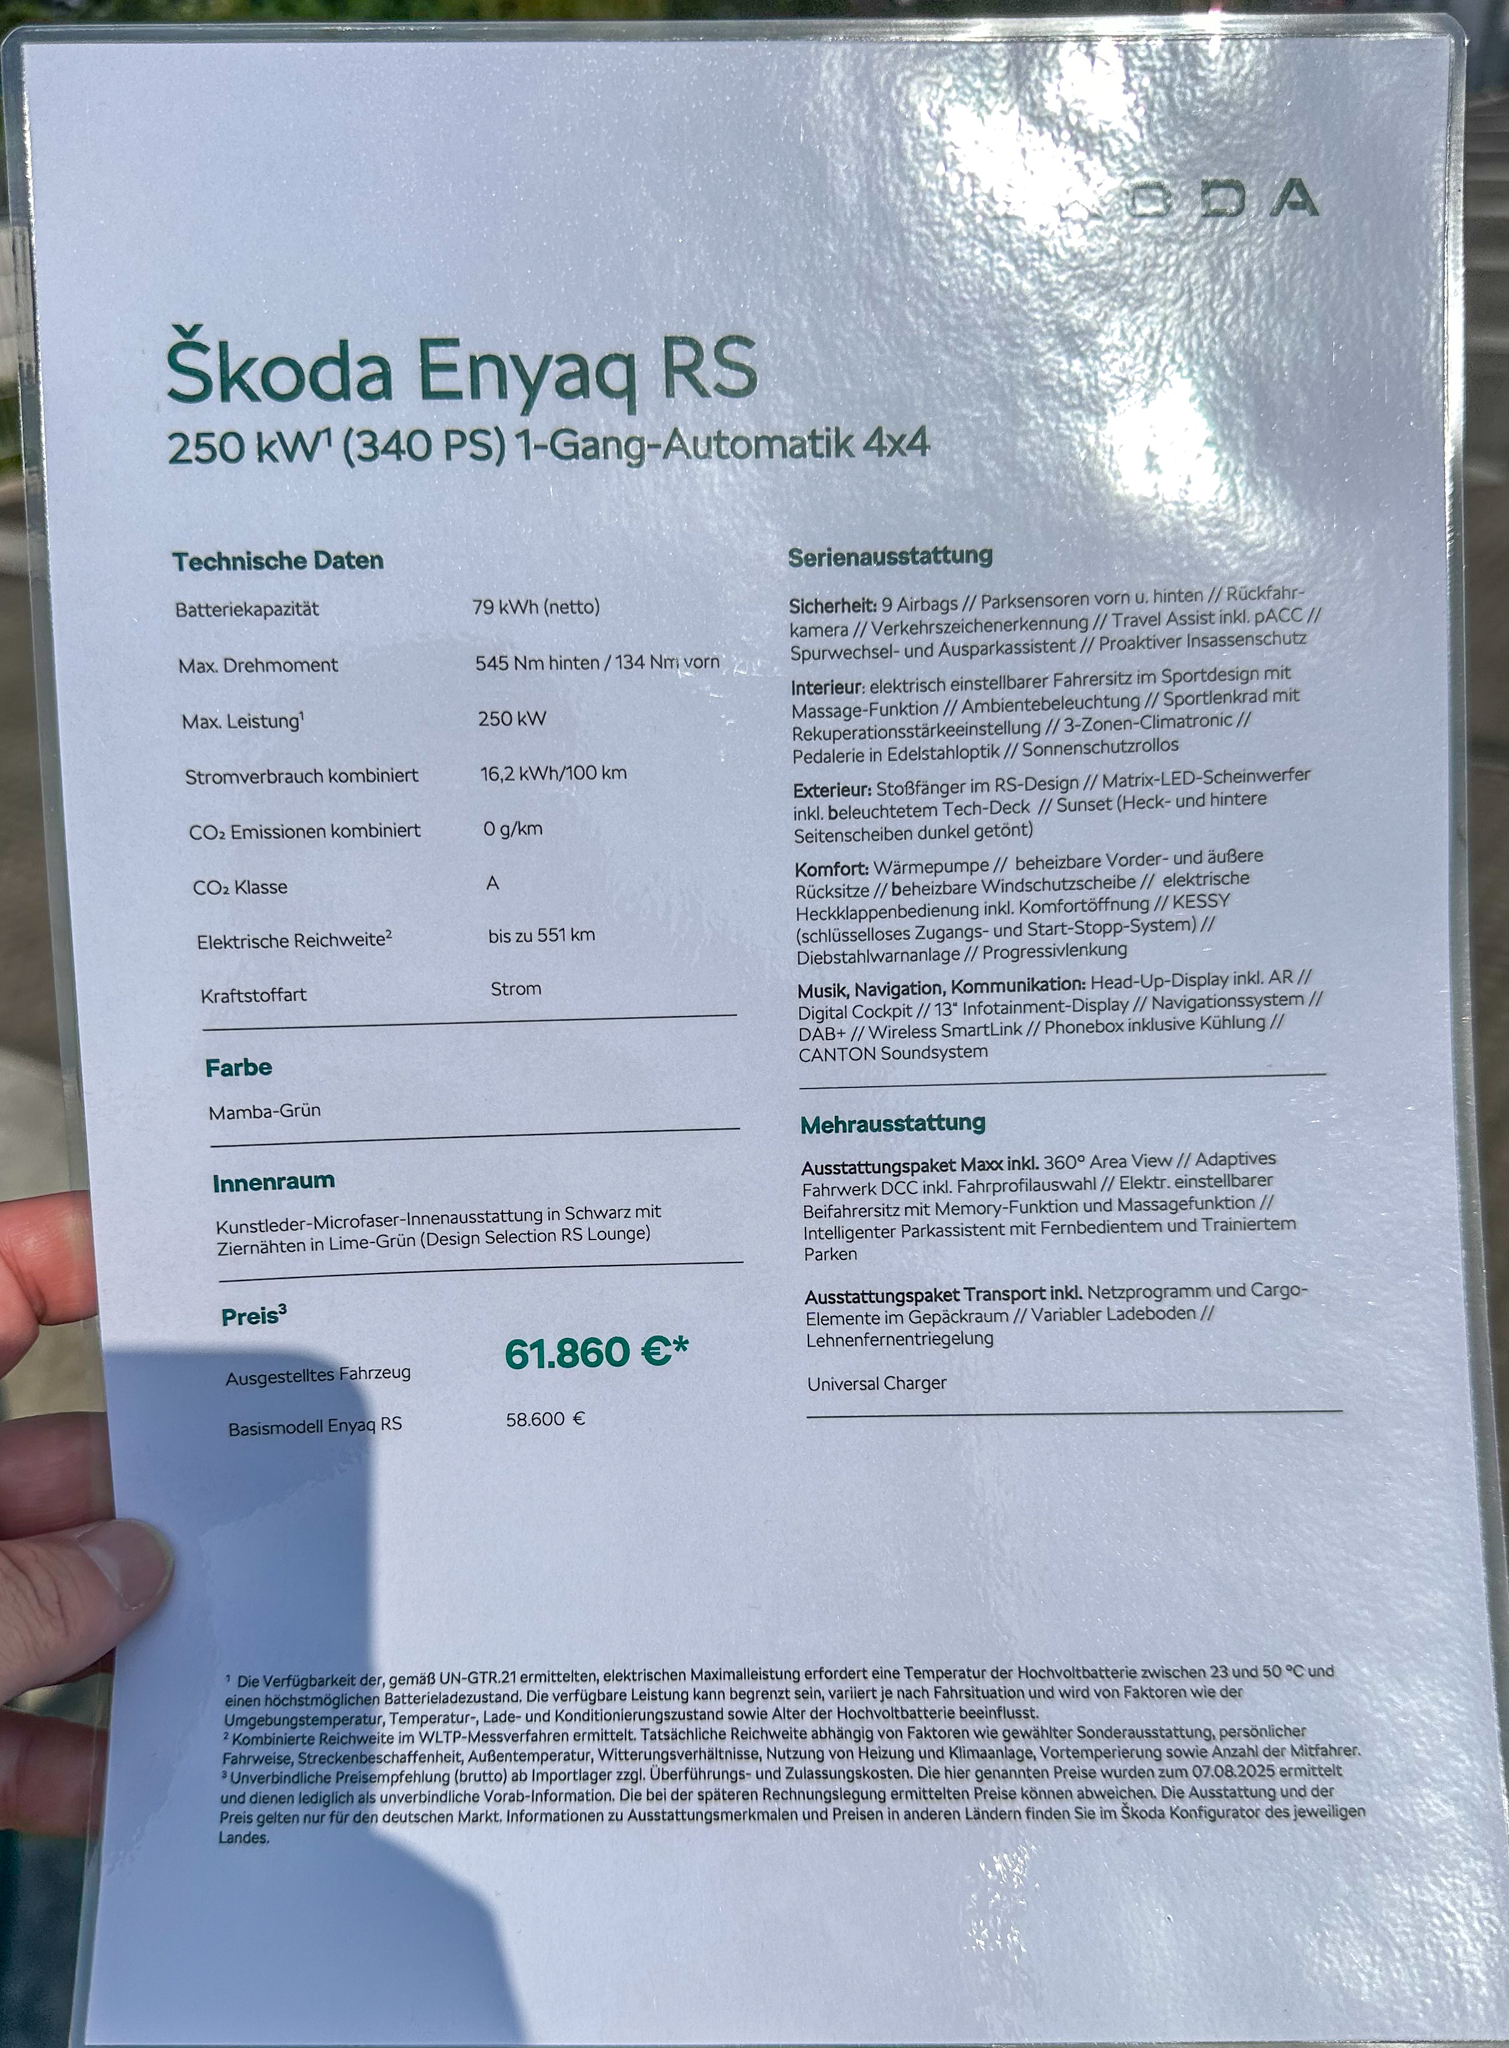 ODA
Škoda Enyaq RS
250 kW¹ (340 PS) 1-Gang-Automatik 4x4
Technische Daten
Batteriekapazität 79 kWh (netto)
Max. Drehmoment 545 Nm hinten / 134 Nm vorn
Max. Leistung¹ 250 kW
Stromverbrauch kombiniert 16,2 kWh/100 km
CO₂ Emissionen kombiniert 0 g/km
CO₂ Klasse A
Elektrische Reichweite² bis zu 551 km
Kraftstoffart Strom
Farbe
Mamba-Grün
Innenraum
Kunstleder-Microfaser-Innenausstattung in Schwarz mit
Ziernähten in Lime-Grün (Design Selection RS Lounge)
Preis³
Ausgestelltes Fahrzeug 61.860 €*
Basismodell Enyaq RS 58.600 €
Serienausstattung
Sicherheit: 9 Airbags // Parksensoren vorn u. hinten // Rückfahr-
kamera // Verkehrszeichenerkennung // Travel Assist inkl. pACC //
Spurwechsel- und Ausparkassistent // Proaktiver Insassenschutz
Interieur: elektrisch einstellbarer Fahrersitz im Sportdesign mit
Massage-Funktion // Ambientebeleuchtung // Sportlenkrad mit
Rekuperationsstärkeeinstellung // 3-Zonen-Climatronic //
Pedalerie in Edelstahloptik // Sonnenschutzrollos
Exterieur: Stoßfänger im RS-Design // Matrix-LED-Scheinwerfer
inkl. beleuchtetem Tech-Deck // Sunset (Heck- und hintere
Seitenscheiben dunkel getönt)
Komfort: Wärmepumpe // beheizbare Vorder- und äußere
Rücksitze // beheizbare Windschutzscheibe // elektrische
Heckklappenbedienung inkl. Komfortöffnung // KESSY
(schlüsselloses Zugangs- und Start-Stopp-System) //
Diebstahlwarnanlage // Progressivlenkung
Musik, Navigation, Kommunikation: Head-Up-Display inkl. AR //
Digital Cockpit // 13" Infotainment-Display // Navigationssystem //
DAB+ // Wireless SmartLink // Phonebox inklusive Kühlung //
CANTON Soundsystem
Mehrausstattung
Ausstattungspaket Maxx inkl. 360° Area View // Adaptives
Fahrwerk DCC inkl. Fahrprofilauswahl // Elektr. einstellbarer
Beifahrersitz mit Memory-Funktion und Massagefunktion //
Intelligenter Parkassistent mit Fernbedientem und Trainiertem
Parken
Ausstattungspaket Transport inkl. Netzprogramm und Cargo-
Elemente im Gepäckraum // Variabler Ladeboden //
Lehnenfernentriegelung
Universal Charger
¹ Die Verfügbarkeit der, gemäß UN-GTR.21 ermittelten, elektrischen Maximalleistung erfordert eine Temperatur der Hochvoltbatterie zwischen 23 und 50 °C und
einen höchstmöglichen Batterieladezustand. Die verfügbare Leistung kann begrenzt sein, variiert je nach Fahrsituation und wird von Faktoren wie der
Umgebungstemperatur, Temperatur-, Lade- und Konditionierungszustand sowie Alter der Hochvoltbatterie beeinflusst.
² Kombinierte Reichweite im WLTP-Messverfahren ermittelt. Tatsächliche Reichweite abhängig von Faktoren wie gewählter Sonderausstattung, persönlicher
Fahrweise, Streckenbeschaffenheit, Außentemperatur, Witterungsverhältnisse, Nutzung von Heizung und Klimaanlage, Vortemperierung sowie Anzahl der Mitfahrer.
³ Unverbindliche Preisempfehlung (brutto) ab Importlager zzgl. Überführungs- und Zulassungskosten. Die hier genannten Preise wurden zum 07.08.2025 ermittelt
und dienen lediglich als unverbindliche Vorab-Information. Die bei der späteren Rechnungslegung ermittelten Preise können abweichen. Die Ausstattung und der
Preis gelten nur für den deutschen Markt. Informationen zu Ausstattungsmerkmalen und Preisen in anderen Ländern finden Sie im Škoda Konfigurator des jeweiligen
Landes.